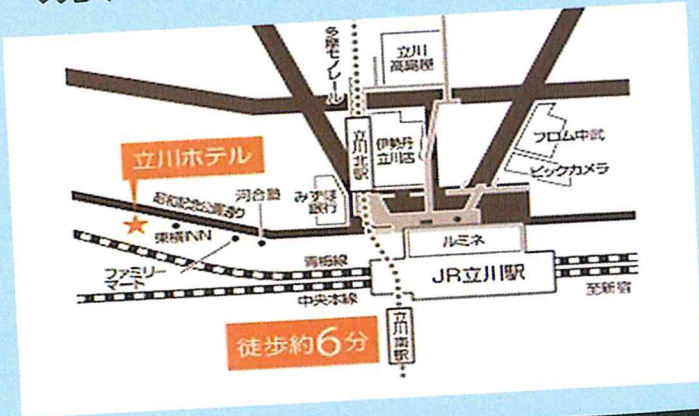 多摩モノレール
立川
高島屋
立川北駅
伊勢丹
立川店
フロム中武
ビックカメラ
立川ホテル
昭和記念公園通り
河合塾
みずほ
銀行
東横INN
ファミリー
マート
ルミネ
青梅線
JR立川駅
中央本線
至新宿
立川南駅
徒歩約6分